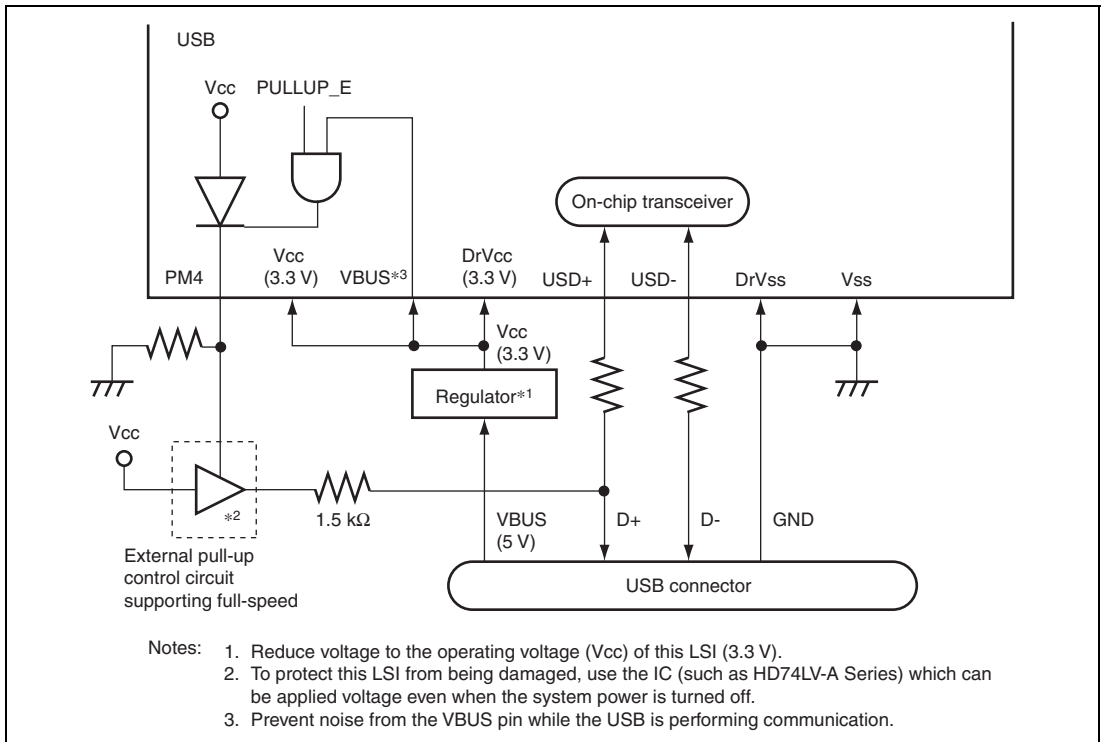 USB
Vcc PULLUP_E
On-chip transceiver
PM4
Vcc
(3.3 V)
VBUS*3
DrVcc
(3.3 V)
USD+
USD-
DrVss
Vss
Vcc
(3.3 V)
Regulator*1
Vcc
*2
1.5 kΩ
VBUS
(5 V)
D+
D-
GND
External pull-up
control circuit
supporting full-speed
USB connector
Notes: 1. Reduce voltage to the operating voltage (Vcc) of this LSI (3.3 V).
2. To protect this LSI from being damaged, use the IC (such as HD74LV-A Series) which can
be applied voltage even when the system power is turned off.
3. Prevent noise from the VBUS pin while the USB is performing communication.